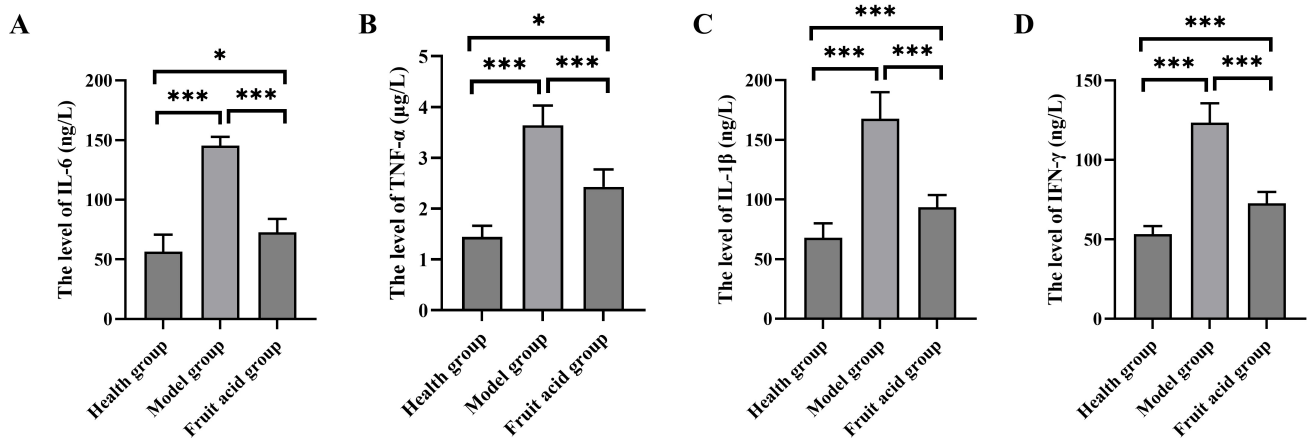 A
The level of IL-6 (ng/L)
200
150
100
50
0
*
***
***
Health group
Model group
Fruit acid group
B
The level of TNF-α (μg/L)
5
4
3
2
1
0
*
***
***
Health group
Model group
Fruit acid group
C
The level of IL-1β (ng/L)
200
150
100
50
0
***
***
***
Health group
Model group
Fruit acid group
D
The level of IFN-γ (ng/L)
150
100
50
0
***
***
***
Health group
Model group
Fruit acid group